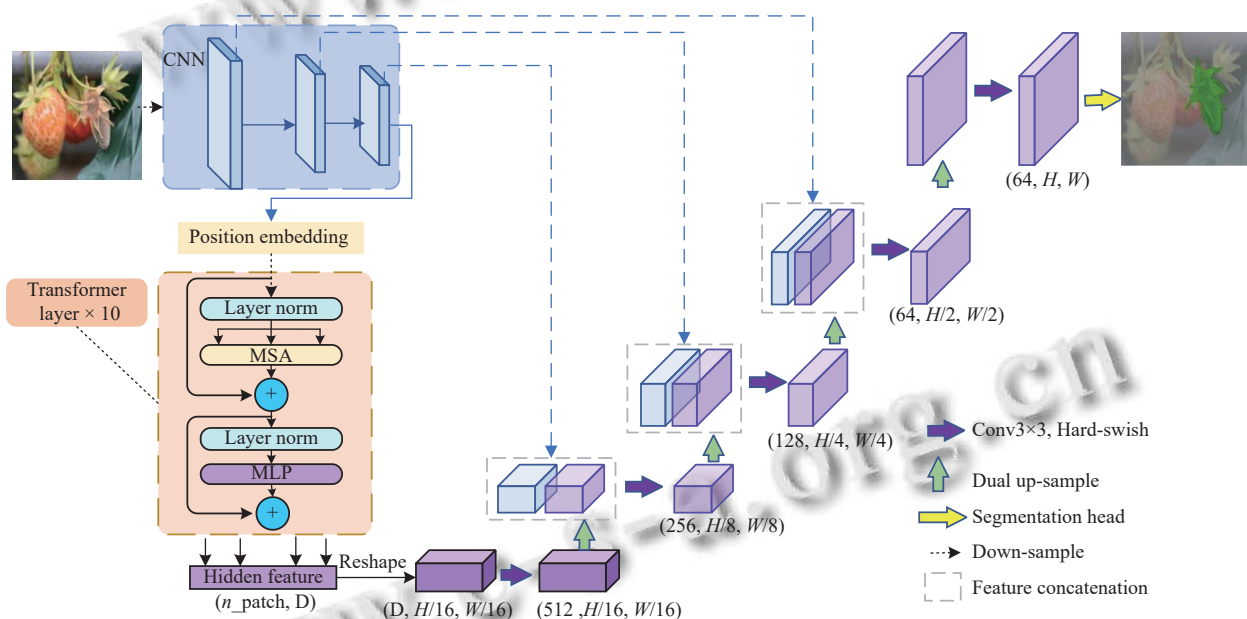 CNN
Position embedding
Transformer
layer × 10
Layer norm
MSA
+
Layer norm
MLP
+
Hidden feature
(n_patch, D)
Reshape
(D, H/16, W/16)
(512 ,H/16, W/16)
(256, H/8, W/8)
(128, H/4, W/4)
(64, H/2, W/2)
(64, H, W)
Conv3×3, Hard-swish
Dual up-sample
Segmentation head
Down-sample
Feature concatenation